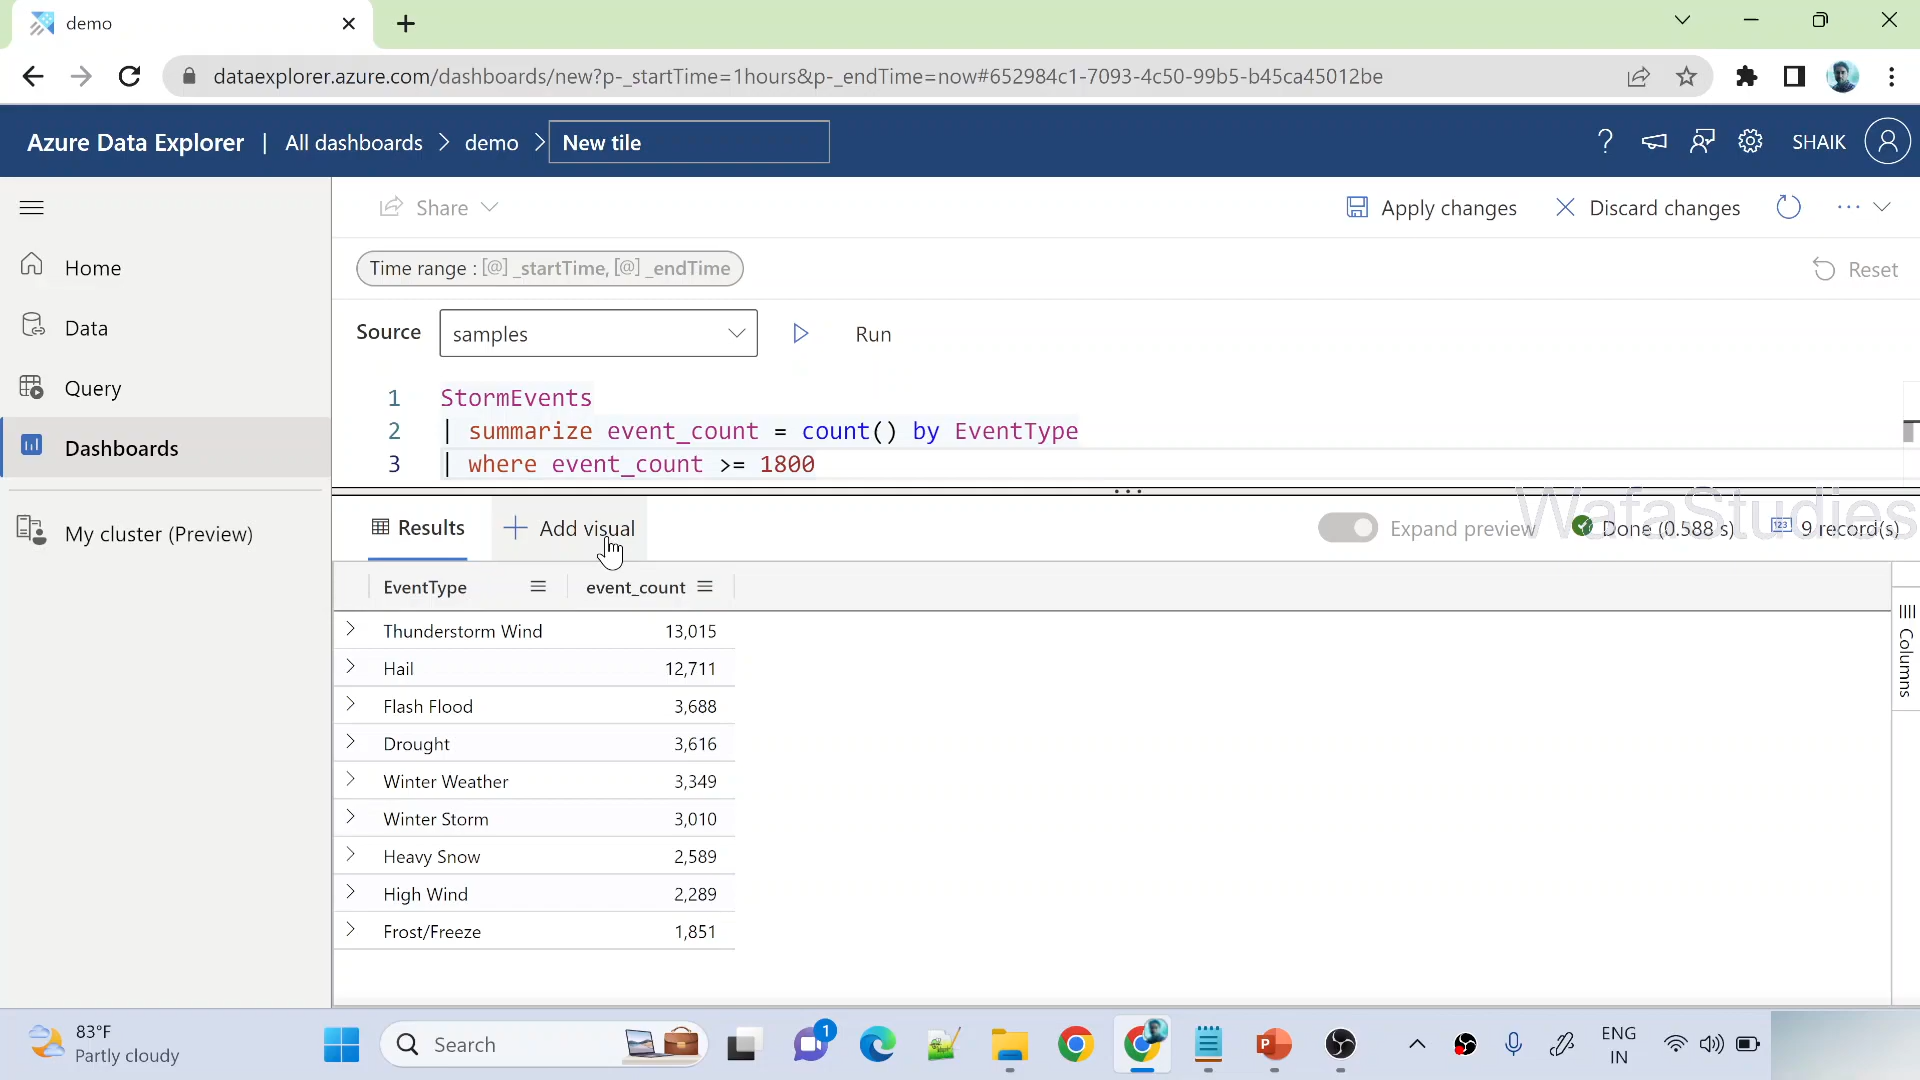 demo
dataexplorer.azure.com/dashboards/new?p-_startTime=1hours&p-_endTime=now#652984c1-7093-4c50-99b5-b45ca45012be
Azure Data Explorer | All dashboards > demo > New tile
SHAIK
Share
Apply changes
Discard changes
Home
Data
Query
Dashboards
My cluster (Preview)
Time range : [@] _startTime, [@] _endTime
Reset
Source
samples
Run
1 StormEvents
2 | summarize event_count = count() by EventType
3 | where event_count >= 1800
Results
Add visual
Expand preview
Done (0.588 s)
123
9 record(s)
WafaStudies
EventType event_count
Thunderstorm Wind 13,015
Hail 12,711
Flash Flood 3,688
Drought 3,616
Winter Weather 3,349
Winter Storm 3,010
Heavy Snow 2,589
High Wind 2,289
Frost/Freeze 1,851
Columns
83°F
Partly cloudy
Search
1
P
ENG
IN